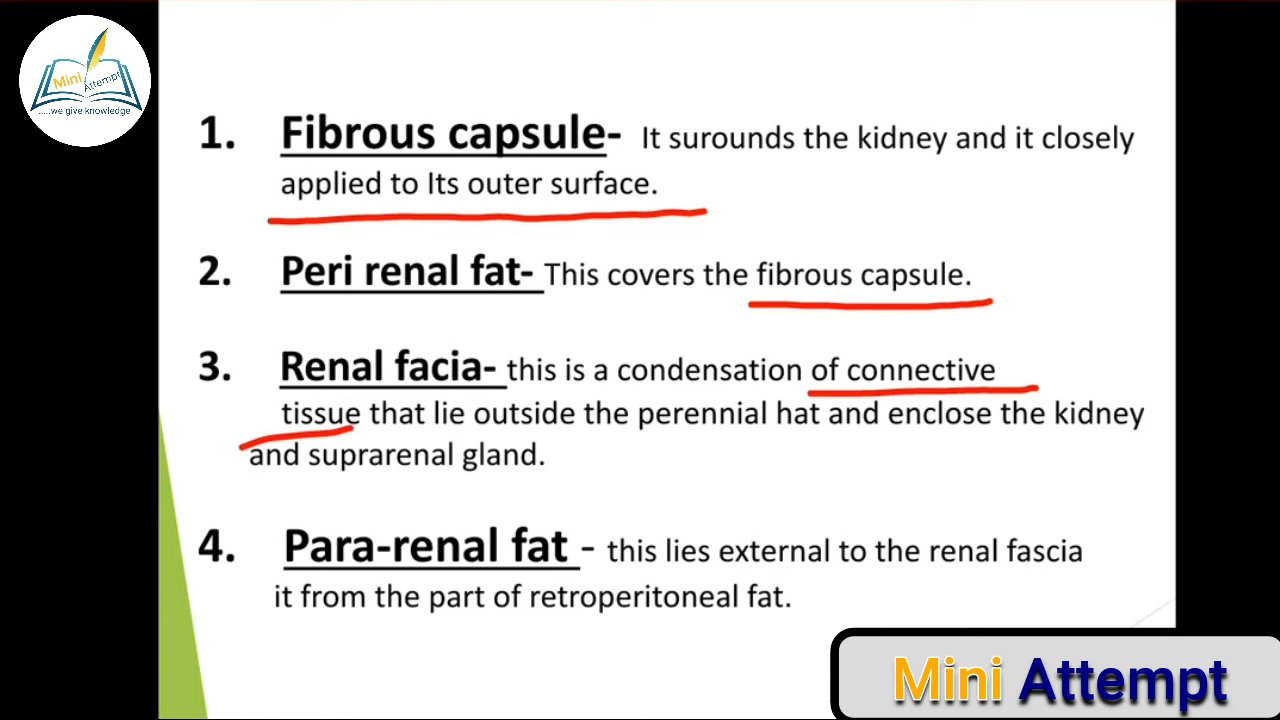 Mini Attempt
.....we give knowledge
1. Fibrous capsule- It surounds the kidney and it closely
applied to Its outer surface.
2. Peri renal fat- This covers the fibrous capsule.
3. Renal facia- this is a condensation of connective
tissue that lie outside the perennial hat and enclose the kidney
and suprarenal gland.
4. Para-renal fat - this lies external to the renal fascia
it from the part of retroperitoneal fat.
Mini Attempt